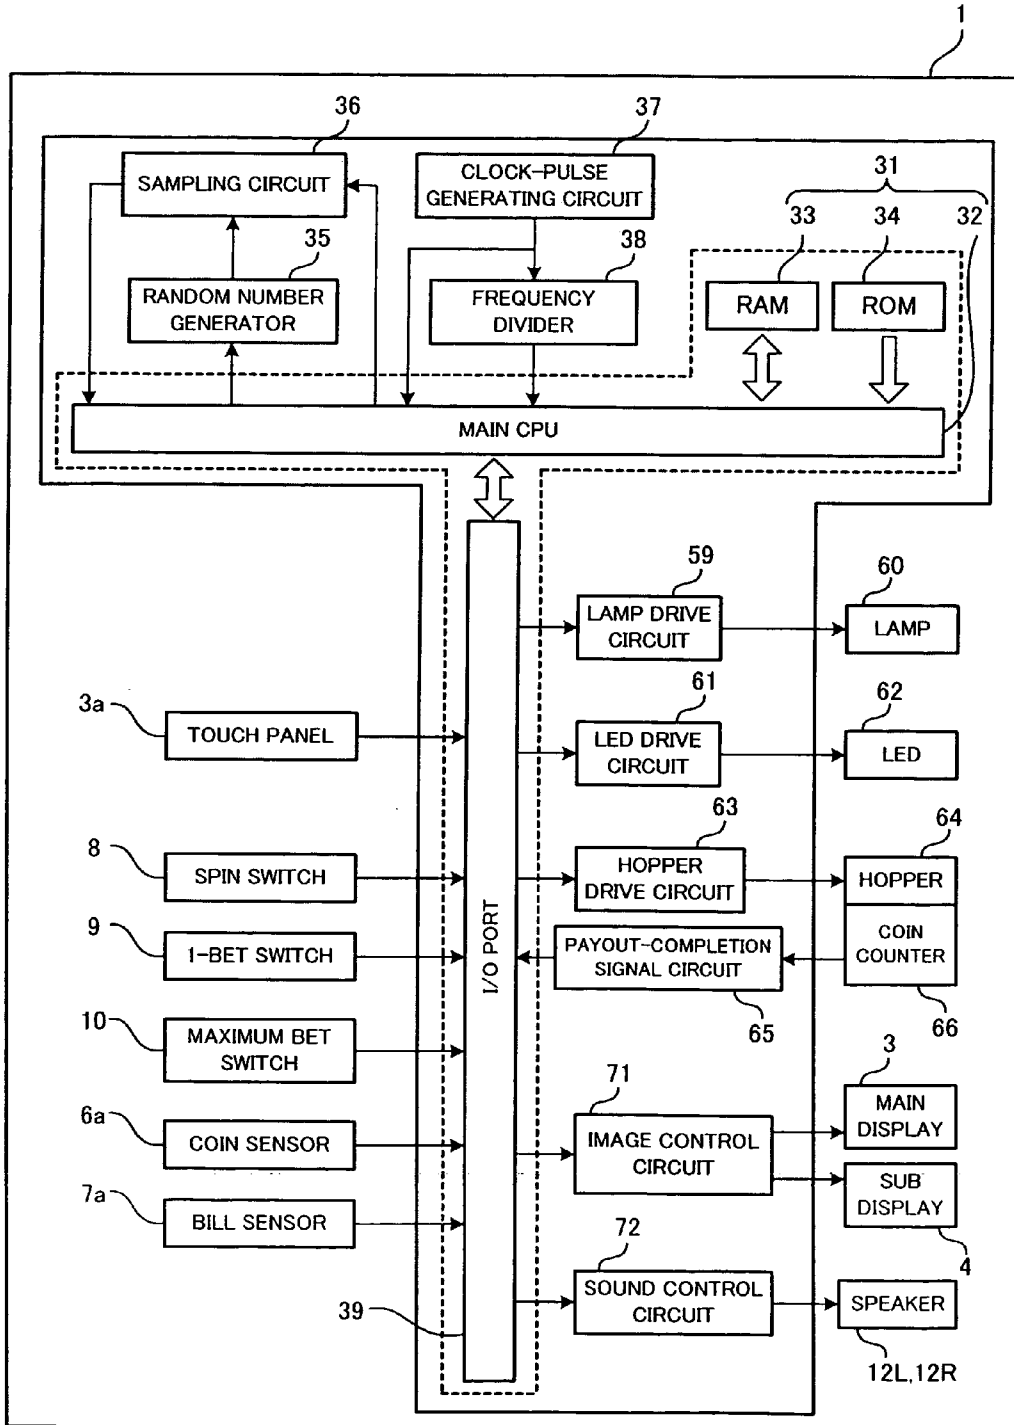 1
36
37
SAMPLING CIRCUIT
CLOCK-PULSE
GENERATING CIRCUIT
31
33
34
32
35
38
RANDOM NUMBER
GENERATOR
FREQUENCY
DIVIDER
RAM
ROM
MAIN CPU
59
60
LAMP DRIVE
CIRCUIT
LAMP
3a
TOUCH PANEL
61
62
LED DRIVE
CIRCUIT
LED
63
64
8
SPIN SWITCH
HOPPER
DRIVE CIRCUIT
HOPPER
9
1-BET SWITCH
I/O PORT
PAYOUT-COMPLETION
SIGNAL CIRCUIT
COIN
COUNTER
65
66
10
MAXIMUM BET
SWITCH
71
3
6a
COIN SENSOR
IMAGE CONTROL
CIRCUIT
MAIN
DISPLAY
7a
BILL SENSOR
SUB
DISPLAY
4
72
39
SOUND CONTROL
CIRCUIT
SPEAKER
12L,12R